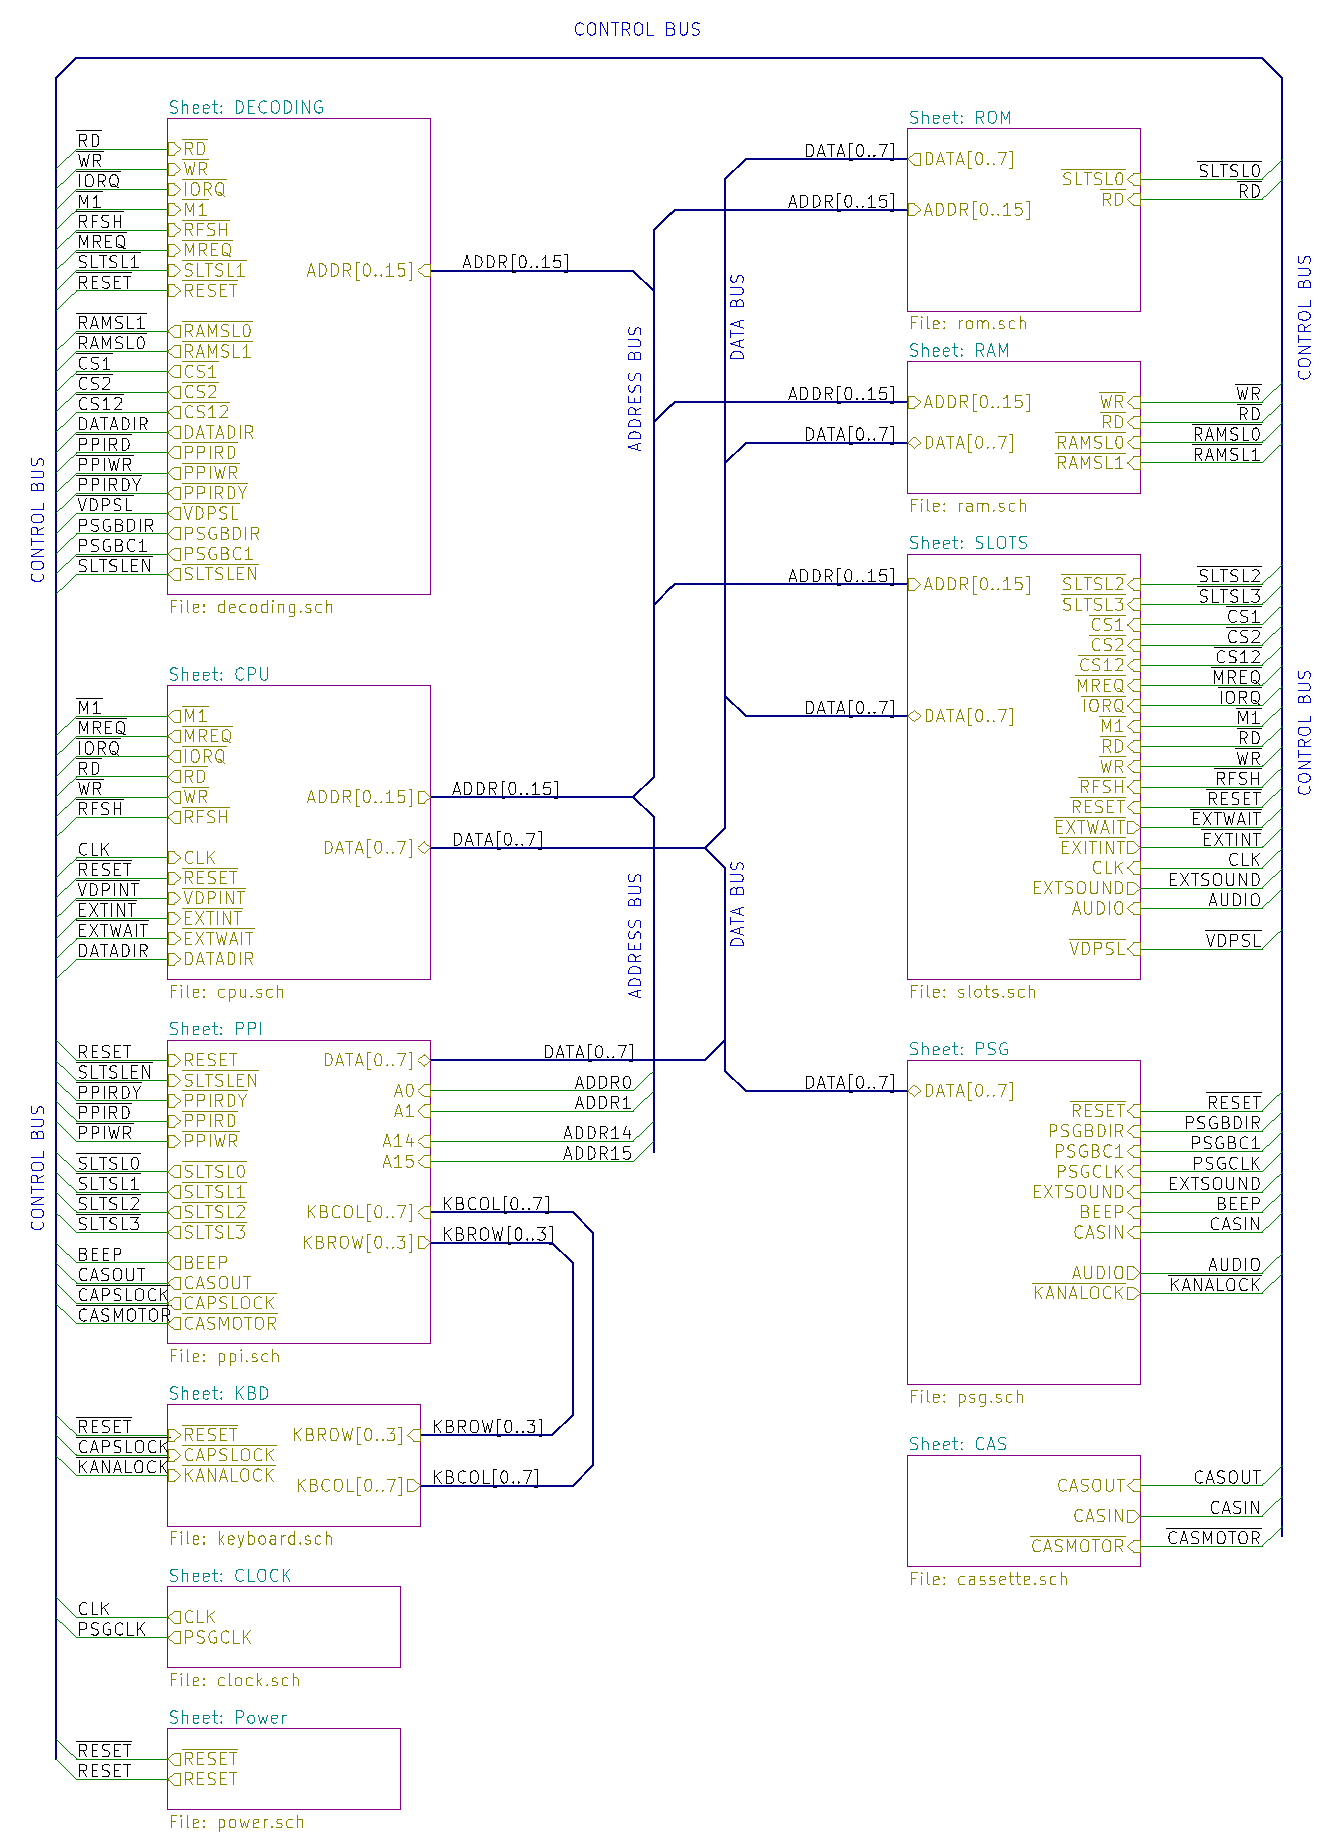 CONTROL BUS
Sheet: DECODING
RD
WR
IORQ
M1
RFSH
MREQ
SLTSL1
RESET
RAMSL1
RAMSL0
CS1
CS2
CS12
DATADIR
PPIRD
PPIWR
PPIRDY
VDPSL
PSGBDIR
PSGBC1
SLTSLEN
RD
WR
IORQ
M1
RFSH
MREQ
SLTSL1
RESET
RAMSL0
RAMSL1
CS1
CS2
CS12
DATADIR
PPIRD
PPIWR
PPIRDY
VDPSL
PSGBDIR
PSGBC1
SLTSLEN
ADDR[0..15]
ADDR[0..15]
File: decoding.sch
CONTROL BUS
Sheet: CPU
M1
MREQ
IORQ
RD
WR
RFSH
CLK
RESET
VDPINT
EXTINT
EXTWAIT
DATADIR
M1
MREQ
IORQ
RD
WR
RFSH
CLK
RESET
VDPINT
EXTINT
EXTWAIT
DATADIR
ADDR[0..15]
DATA[0..7]
ADDR[0..15]
DATA[0..7]
File: cpu.sch
Sheet: PPI
RESET
SLTSLEN
PPIRDY
PPIRD
PPIWR
SLTSL0
SLTSL1
SLTSL2
SLTSL3
BEEP
CASOUT
CAPSLOCK
CASMOTOR
RESET
SLTSLEN
PPIRDY
PPIRD
PPIWR
SLTSL0
SLTSL1
SLTSL2
SLTSL3
BEEP
CASOUT
CAPSLOCK
CASMOTOR
DATA[0..7]
A0
A1
A14
A15
KBCOL[0..7]
KBROW[0..3]
DATA[0..7]
ADDR0
ADDR1
ADDR14
ADDR15
KBCOL[0..7]
KBROW[0..3]
File: ppi.sch
CONTROL BUS
Sheet: KBD
RESET
CAPSLOCK
KANALOCK
RESET
CAPSLOCK
KANALOCK
KBROW[0..3]
KBCOL[0..7]
KBROW[0..3]
KBCOL[0..7]
File: keyboard.sch
Sheet: CLOCK
CLK
PSGCLK
CLK
PSGCLK
File: clock.sch
Sheet: Power
RESET
RESET
RESET
RESET
File: power.sch
ADDRESS BUS
DATA BUS
ADDRESS BUS
DATA BUS
Sheet: ROM
DATA[0..7]
ADDR[0..15]
DATA[0..7]
ADDR[0..15]
SLTSL0
RD
SLTSL0
RD
File: rom.sch
CONTROL BUS
Sheet: RAM
ADDR[0..15]
DATA[0..7]
ADDR[0..15]
DATA[0..7]
WR
RD
RAMSL0
RAMSL1
WR
RD
RAMSL0
RAMSL1
File: ram.sch
Sheet: SLOTS
ADDR[0..15]
DATA[0..7]
ADDR[0..15]
DATA[0..7]
SLTSL2
SLTSL3
CS1
CS2
CS12
MREQ
IORQ
M1
RD
WR
RFSH
RESET
EXTWAIT
EXITINT
CLK
EXTSOUND
AUDIO
VDPSL
SLTSL2
SLTSL3
CS1
CS2
CS12
MREQ
IORQ
M1
RD
WR
RFSH
RESET
EXTWAIT
EXTINT
CLK
EXTSOUND
AUDIO
VDPSL
File: slots.sch
CONTROL BUS
Sheet: PSG
DATA[0..7]
DATA[0..7]
RESET
PSGBDIR
PSGBC1
PSGCLK
EXTSOUND
BEEP
CASIN
AUDIO
KANALOCK
RESET
PSGBDIR
PSGBC1
PSGCLK
EXTSOUND
BEEP
CASIN
AUDIO
KANALOCK
File: psg.sch
Sheet: CAS
CASOUT
CASIN
CASMOTOR
CASOUT
CASIN
CASMOTOR
File: cassette.sch